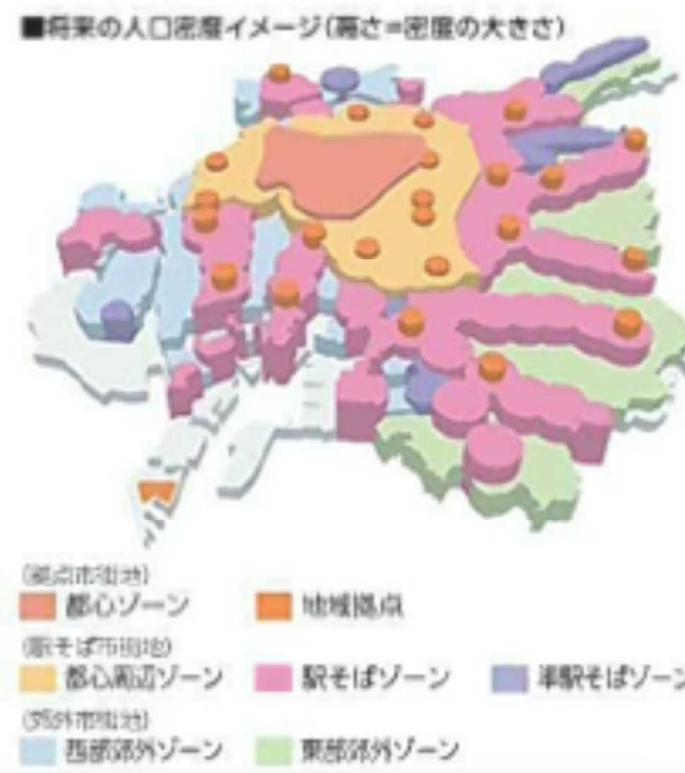 ■将来の人口密度イメージ(高さ=密度の大きさ)
(拠点市街地)
都心ゾーン 地域拠点
(駅そば市街地)
都心周辺ゾーン 駅そばゾーン 準駅そばゾーン
(郊外市街地)
西部郊外ゾーン 東部郊外ゾーン